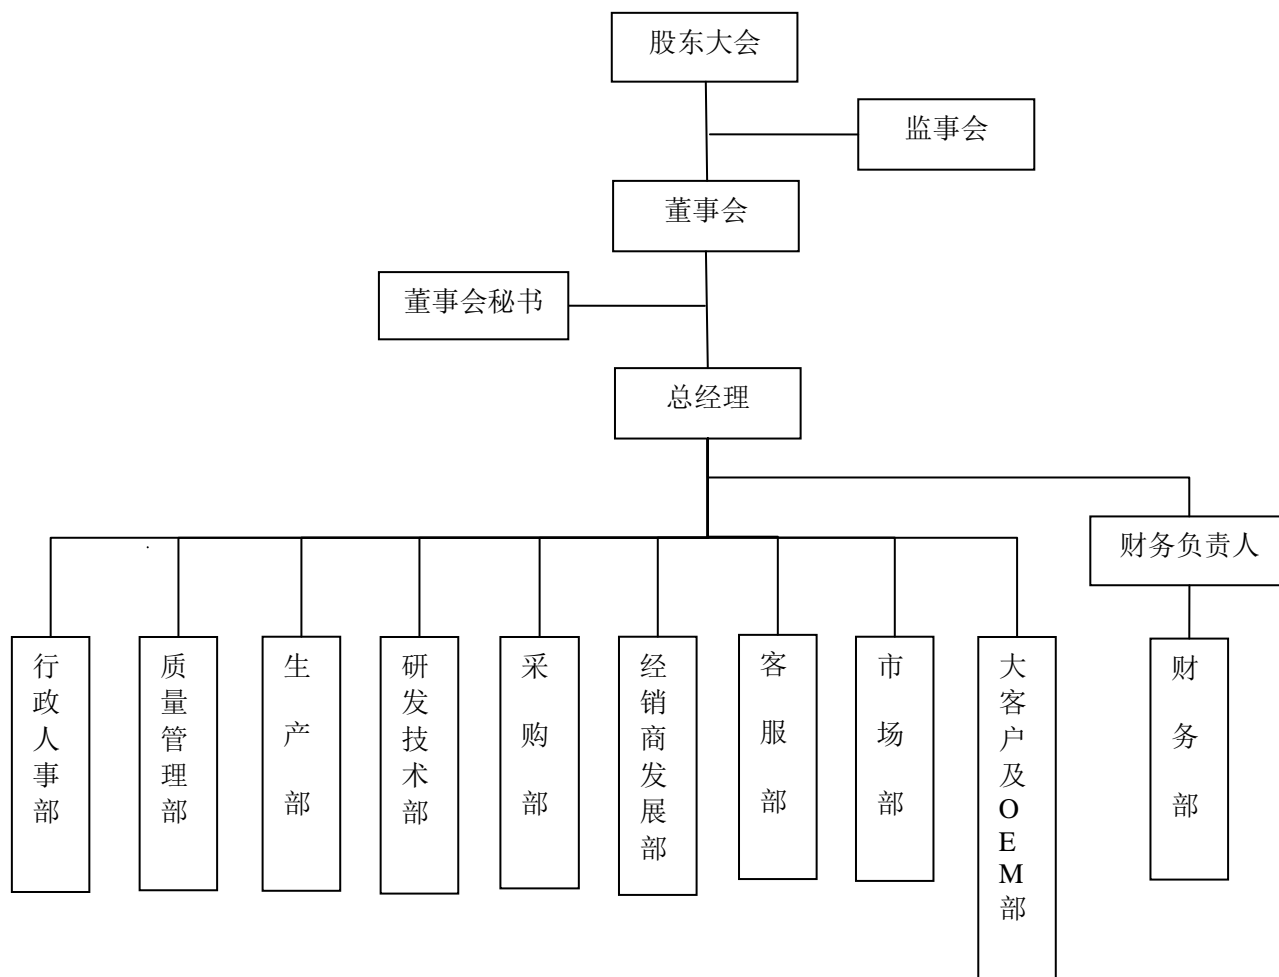 股东大会
监事会
董事会
董事会秘书
总经理
财务负责人
行政人事部
质量管理部
生产部
研发技术部
采购部
经销商发展部
客服部
市场部
大客户及OEM部
财务部